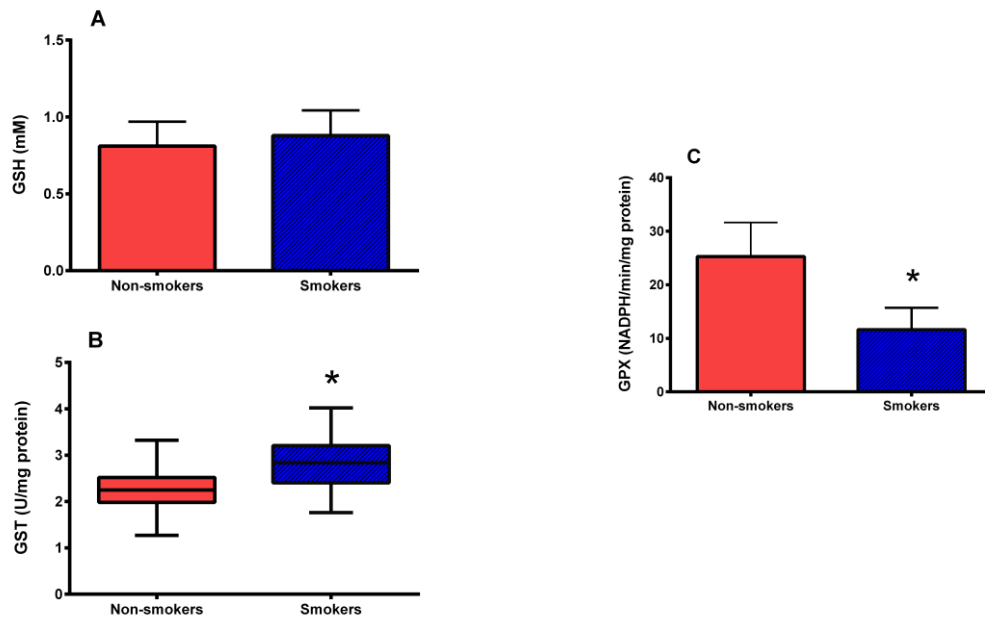 A
GSH (mM)
1.5
1.0
0.5
0.0
Non-smokers Smokers
B
GST (U/mg protein)
5
4
3
2
1
0
*
Non-smokers Smokers
C
GPX (NADPH/min/mg protein)
40
30
20
10
0
*
Non-smokers Smokers